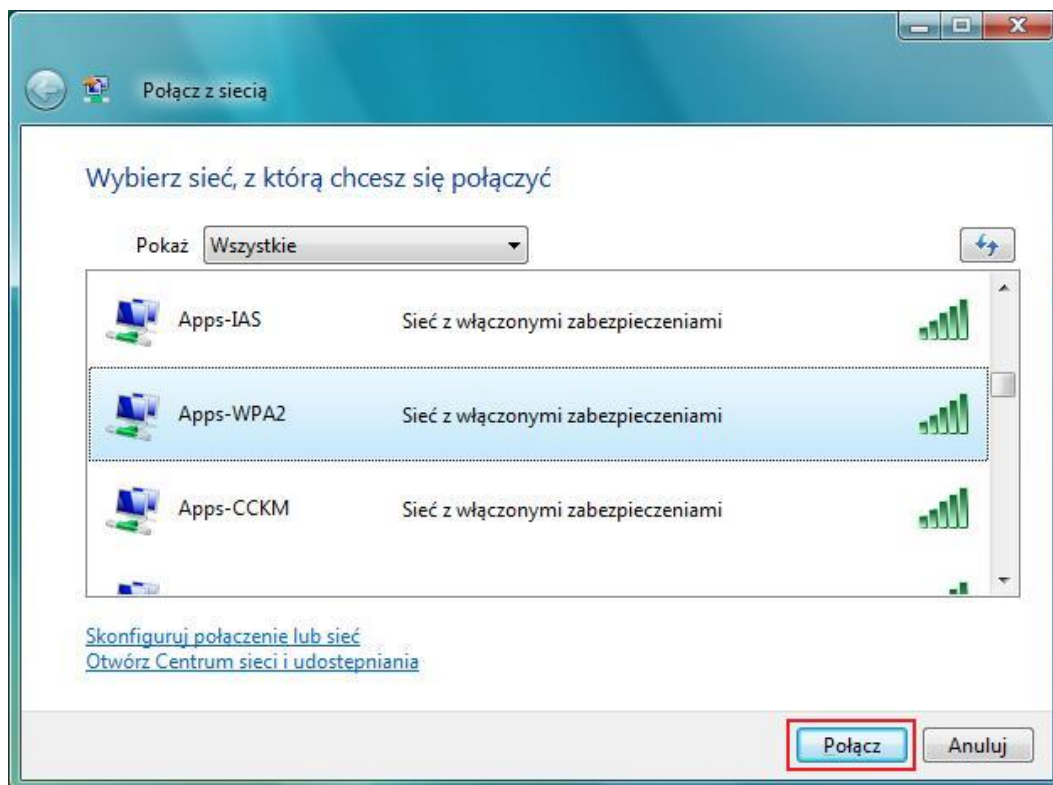 Połącz z siecią
Wybierz sieć, z którą chcesz się połączyć
Pokaż Wszystkie
Apps-IAS Sieć z włączonymi zabezpieczeniami
Apps-WPA2 Sieć z włączonymi zabezpieczeniami
Apps-CCKM Sieć z włączonymi zabezpieczeniami
Skonfiguruj połączenie lub sieć
Otwórz Centrum sieci i udostępniania
Połącz Anuluj